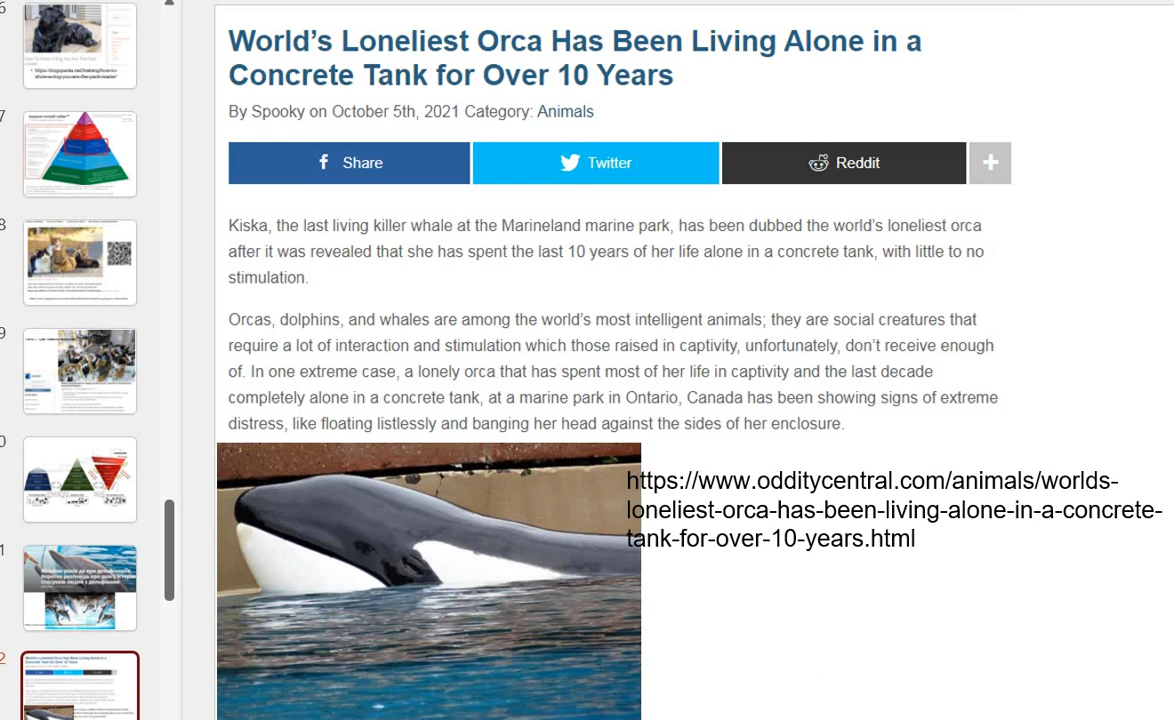 World's Loneliest Orca Has Been Living Alone in a
Concrete Tank for Over 10 Years
By Spooky on October 5th, 2021 Category: Animals
Share
Twitter
Reddit
Kiska, the last living killer whale at the Marineland marine park, has been dubbed the world's loneliest orca
after it was revealed that she has spent the last 10 years of her life alone in a concrete tank, with little to no
stimulation.
Orcas, dolphins, and whales are among the world's most intelligent animals; they are social creatures that
require a lot of interaction and stimulation which those raised in captivity, unfortunately, don't receive enough
of. In one extreme case, a lonely orca that has spent most of her life in captivity and the last decade
completely alone in a concrete tank, at a marine park in Ontario, Canada has been showing signs of extreme
distress, like floating listlessly and banging her head against the sides of her enclosure.
https://www.odditycentral.com/animals/worlds-
loneliest-orca-has-been-living-alone-in-a-concrete-
tank-for-over-10-years.html